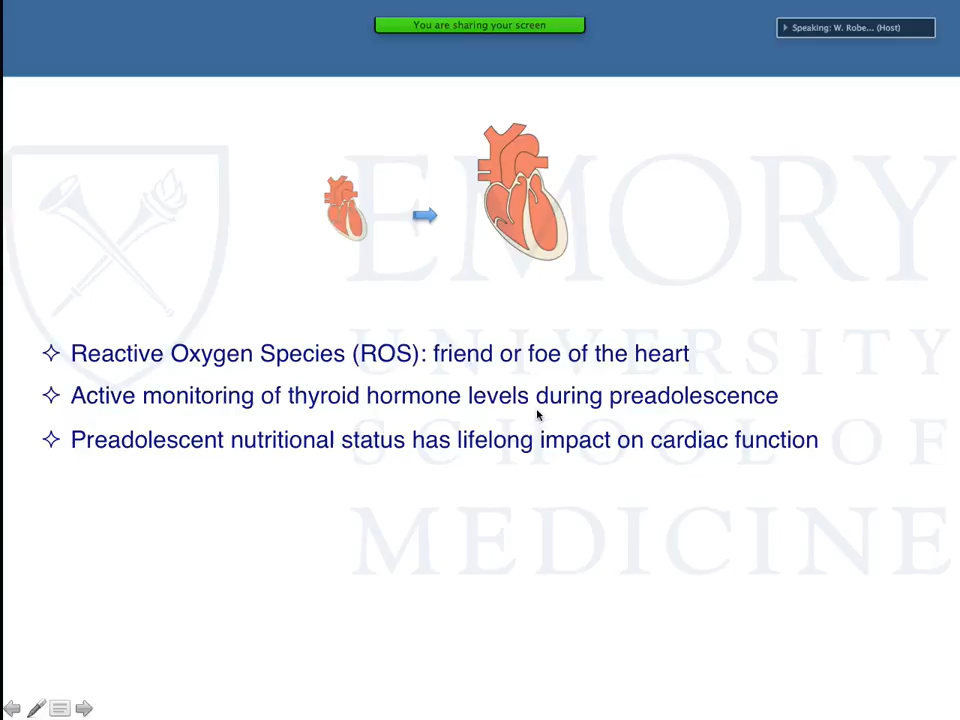 You are sharing your screen
Speaking: W. Robe... (Host)
EMORY
UNIVERSITY
SCHOOL OF
MEDICINE
Reactive Oxygen Species (ROS): friend or foe of the heart
Active monitoring of thyroid hormone levels during preadolescence
Preadolescent nutritional status has lifelong impact on cardiac function